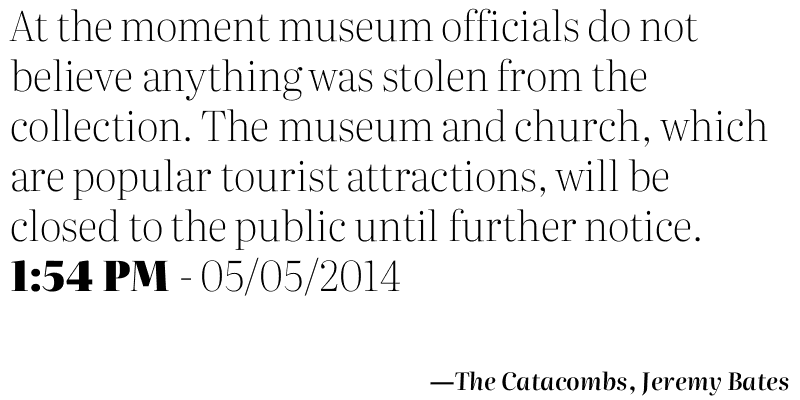 At the moment museum officials do not
believe anything was stolen from the
collection. The museum and church, which
are popular tourist attractions, will be
closed to the public until further notice.
1:54 PM - 05/05/2014
—The Catacombs, Jeremy Bates